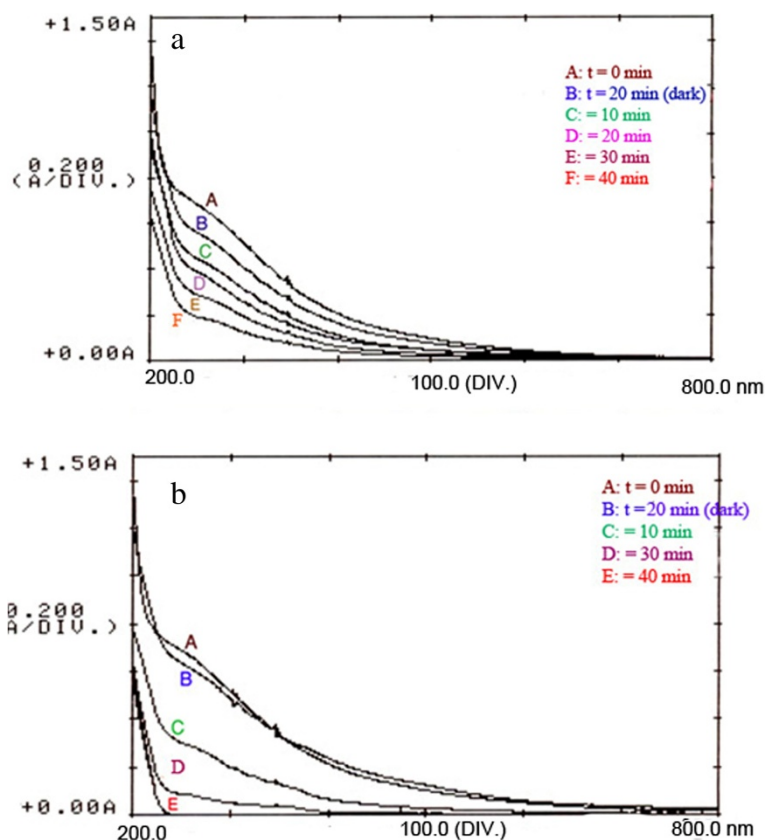 +1.50A
a
A: t = 0 min
B: t=20 min (dark)
C: = 10 min
D: = 20 min
E: = 30 min
F: = 40 min
0.200
(A/DIV.)
A
B
C
D
E
F
+0.00A
200.0
100.0 (DIV.)
800.0 nm
+1.50A
b
A: t = 0 min
B: t=20 min (dark)
C: = 10 min
D: = 30 min
E: = 40 min
0.200
A/DIV.)
A
B
C
D
E
+0.00A
200.0
100.0 (DIV.)
800.0 nm